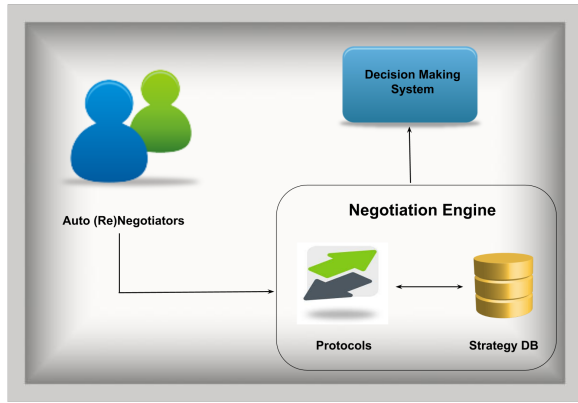 Decision Making
System
Auto (Re)Negotiators
Negotiation Engine
Protocols
Strategy DB